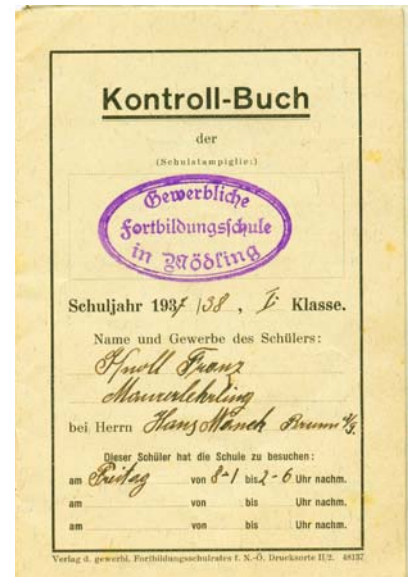 Kontroll-Buch
der
(Schulstampiglie:)
Gewerbliche
Fortbildungsschule
in Mödling
Schuljahr 1937/38, I. Klasse.
Name und Gewerbe des Schülers:
Knoll Franz
Maurerlehrling
bei Herrn Hans Münch Brunn a/G.
Dieser Schüler hat die Schule zu besuchen:
am Freitag von 8-1 bis 2-6 Uhr nachm.
am von bis Uhr nachm.
am von bis Uhr nachm.
Verlag d. gewerbl. Fortbildungsschulrates f. N.-Ö. Drucksorte II/2. 48137